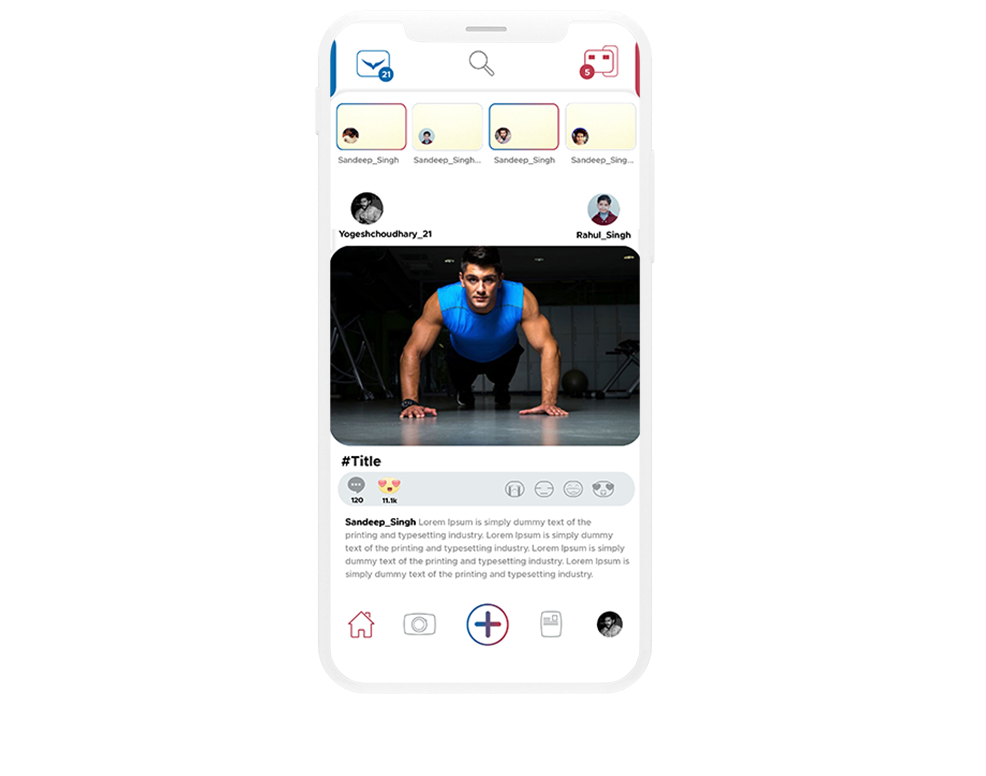 21
5
Sandeep_Singh
Sandeep_Singh...
Sandeep_Singh
Sandeep_Sing...
Yogeshchoudhary_21
Rahul_Singh
#Title
120
11.1k
Sandeep_Singh Lorem Ipsum is simply dummy text of the
printing and typesetting industry. Lorem Ipsum is simply dummy
text of the printing and typesetting industry. Lorem Ipsum is simply
dummy text of the printing and typesetting industry. Lorem Ipsum is
simply dummy text of the printing and typesetting industry.